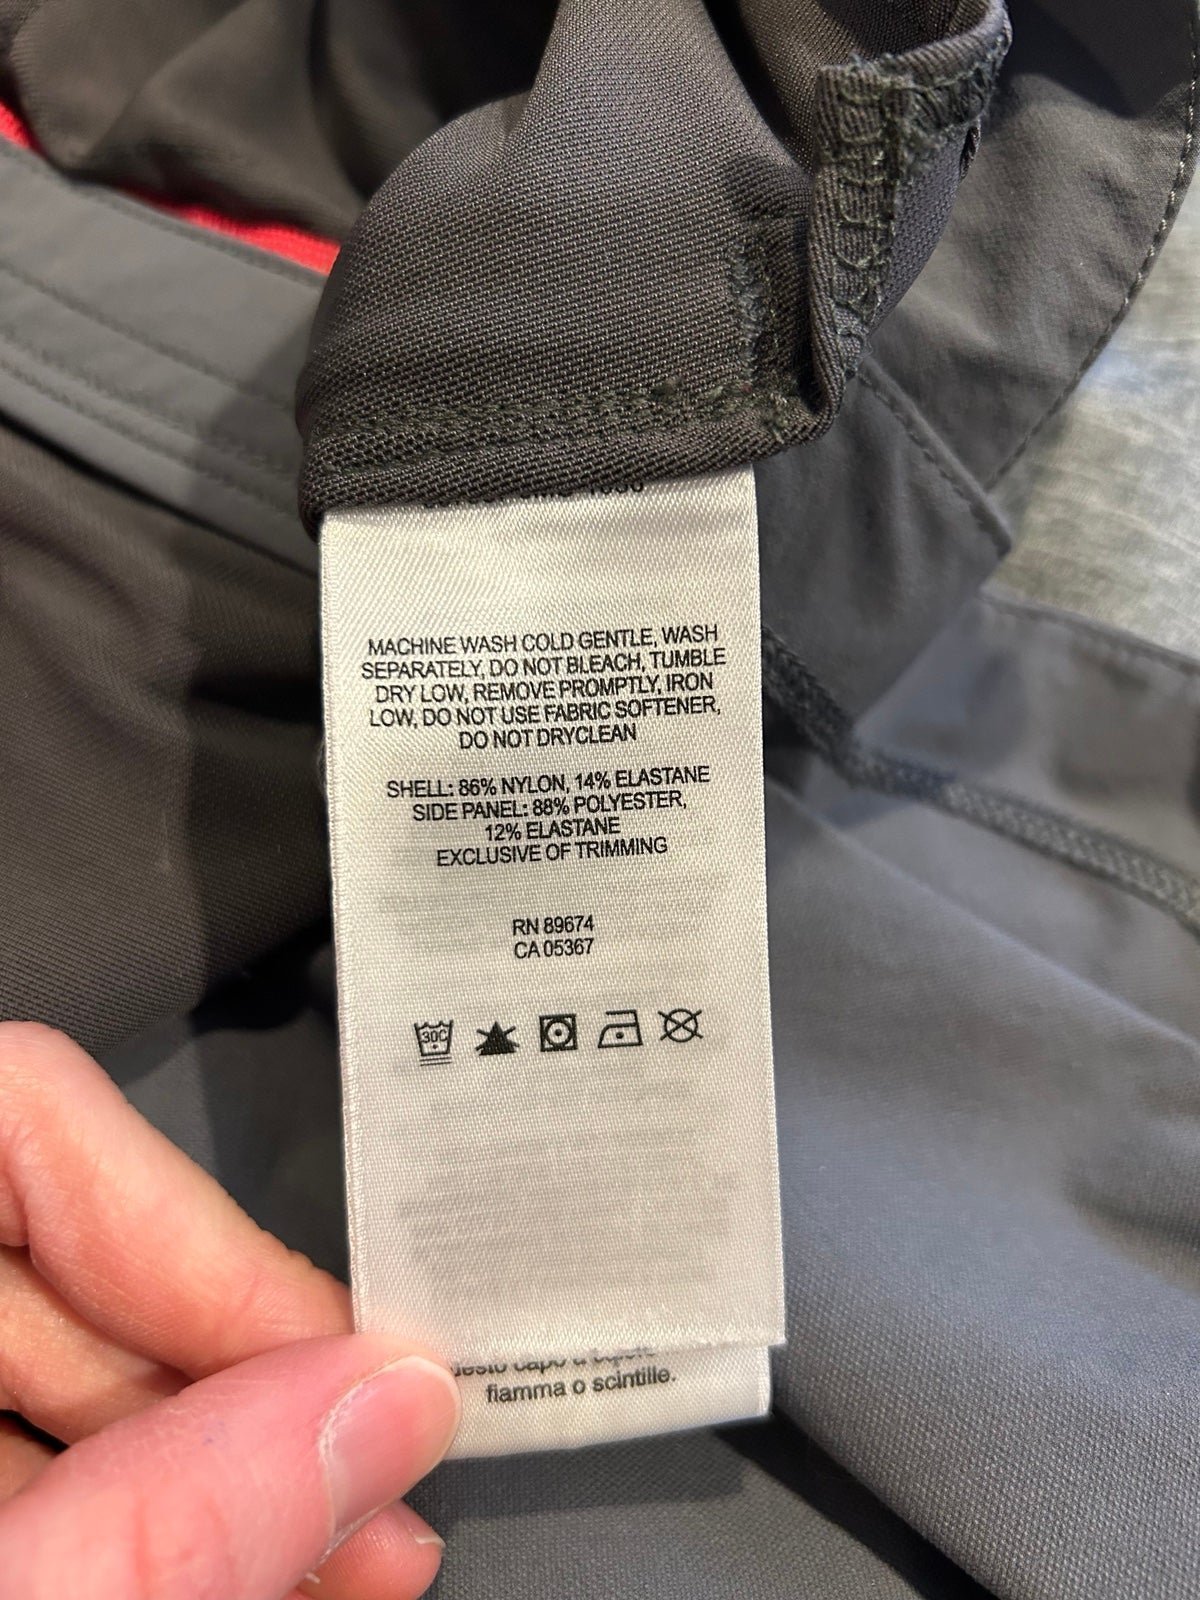 MACHINE WASH COLD GENTLE, WASH
SEPARATELY, DO NOT BLEACH, TUMBLE
DRY LOW, REMOVE PROMPTLY, IRON
LOW, DO NOT USE FABRIC SOFTENER,
DO NOT DRYCLEAN
SHELL: 86% NYLON, 14% ELASTANE
SIDE PANEL: 88% POLYESTER,
12% ELASTANE
EXCLUSIVE OF TRIMMING
RN 89674
CA 05367
30C
capo
fiamma o scintille.